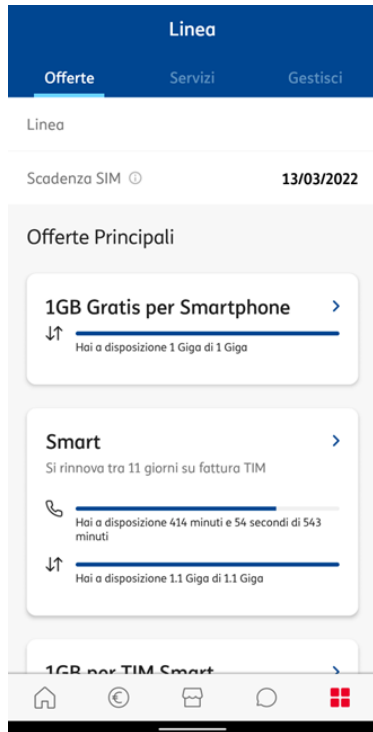 Linea
Offerte Servizi Gestisci
Linea
Scadenza SIM 13/03/2022
Offerte Principali
1GB Gratis per Smartphone
Hai a disposizione 1 Giga di 1 Giga
Smart
Si rinnova tra 11 giorni su fattura TIM
Hai a disposizione 414 minuti e 54 secondi di 543
minuti
Hai a disposizione 1.1 Giga di 1.1 Giga
1GB per TIM Smart